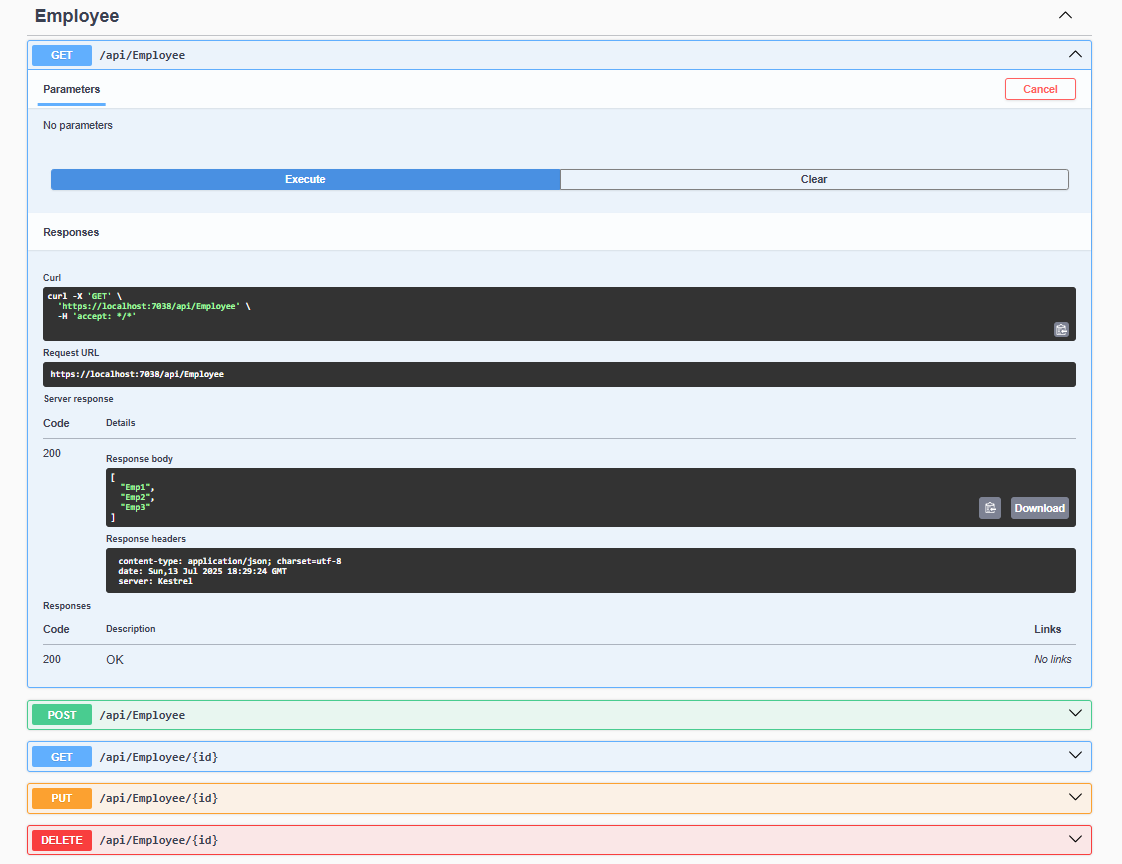 Employee
GET /api/Employee
Parameters Cancel
No parameters
Execute Clear
Responses
Curl
curl -X 'GET' \
  'https://localhost:7038/api/Employee' \
  -H 'accept: */*'
Request URL
https://localhost:7038/api/Employee
Server response
Code Details
200
Response body
[
  "Emp1",
  "Emp2",
  "Emp3"
]
Download
Response headers
content-type: application/json; charset=utf-8
date: Sun,13 Jul 2025 18:29:24 GMT
server: Kestrel
Responses
Code Description Links
200 OK No links
POST /api/Employee
GET /api/Employee/{id}
PUT /api/Employee/{id}
DELETE /api/Employee/{id}